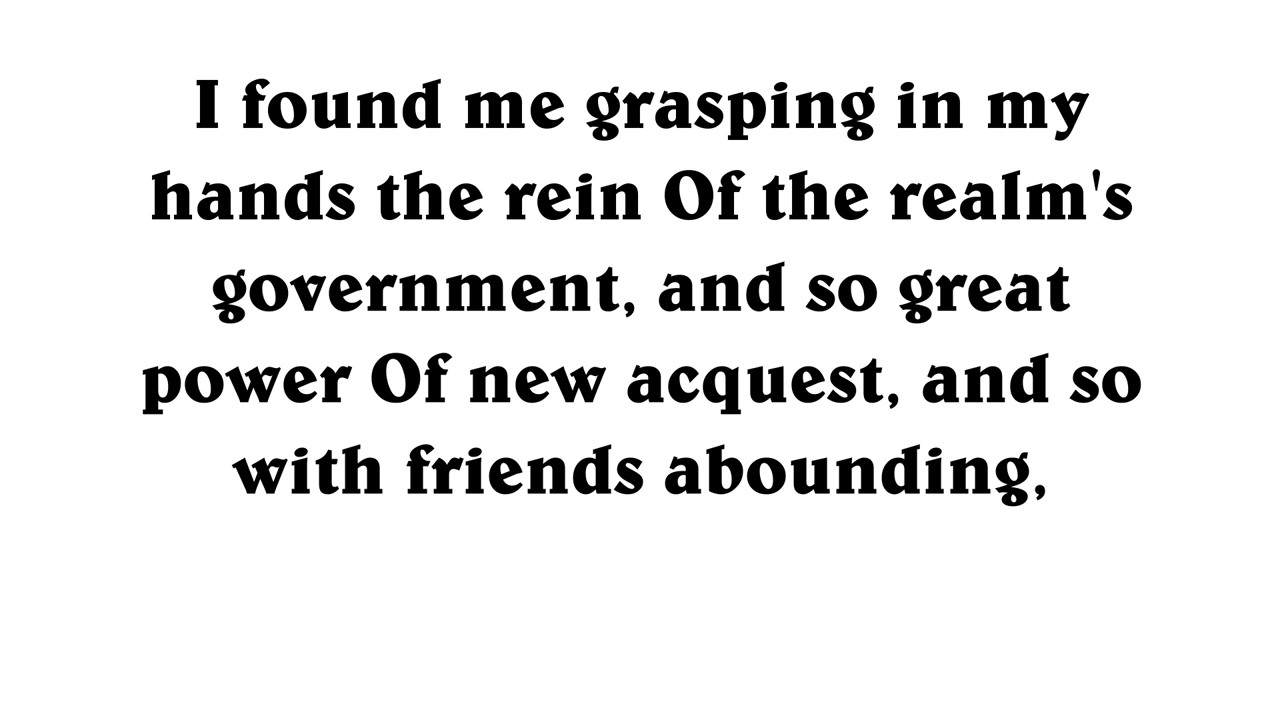 I found me grasping in my
hands the rein Of the realm's
government, and so great
power Of new acquest, and so
with friends abounding,